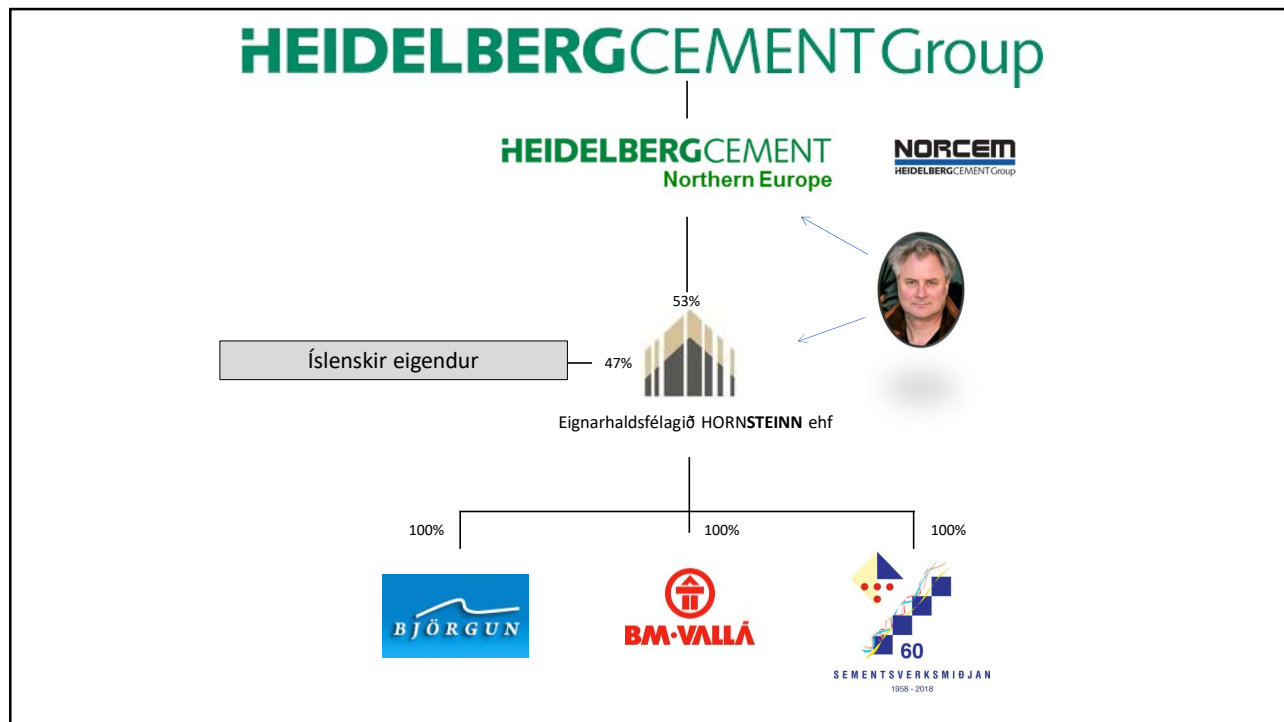 HEIDELBERGCEMENT Group
HEIDELBERGCEMENT
Northern Europe
NORCEM
HEIDELBERGCEMENT Group
53%
Íslenskir eigendur
47%
Eignarhaldsfélagið HORNSTEINN ehf
100%
100%
100%
BJÖRGUN
BM•VALLÁ
60
SEMENTSVERKSMIÐJAN
1958 - 2018